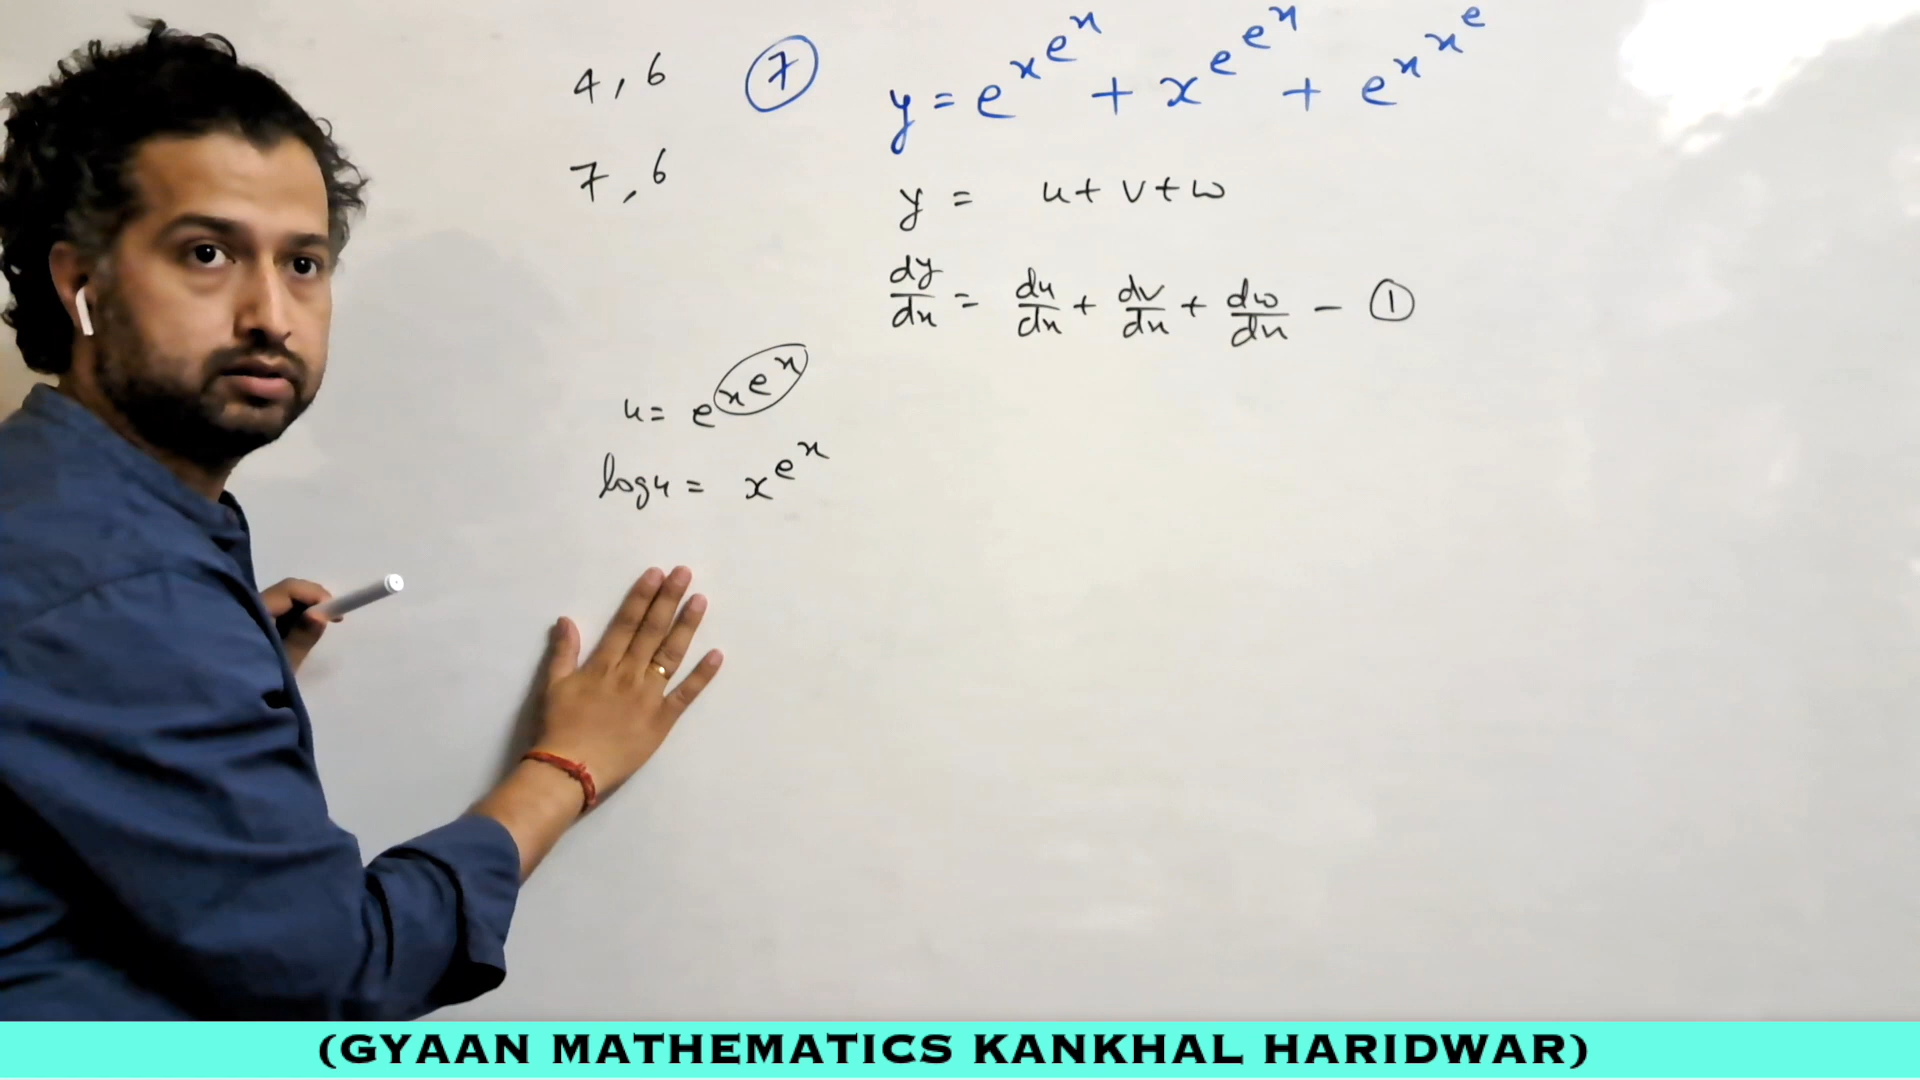 4, 6
7, 6
⑦ y = e^{x^{e^x}} + x^{e^{e^x}} + e^{x^{x^e}}
y = u + v + w
dy/dx = du/dx + dv/dx + dw/dx - ①
u = e^{x^{e^x}}
log u = x^{e^x}
(GYAAN MATHEMATICS KANKHAL HARIDWAR)